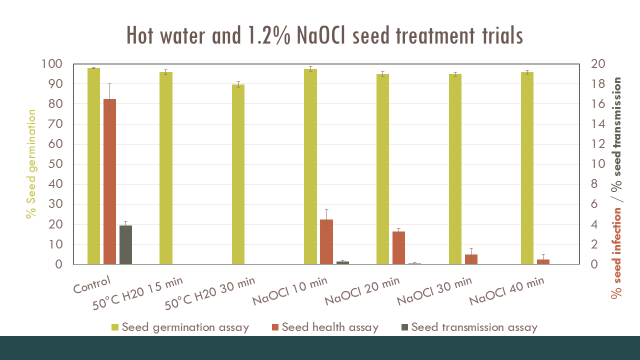 Hot water and 1.2% NaOCl seed treatment trials
100
90
80
70
60
50
40
30
20
10
0
% Seed germination
20
18
16
14
12
10
8
6
4
2
0
% seed infection / % seed transmission
Control
50°C H20 15 min
50°C H20 30 min
NaOCl 10 min
NaOCl 20 min
NaOCl 30 min
NaOCl 40 min
Seed germination assay Seed health assay Seed transmission assay